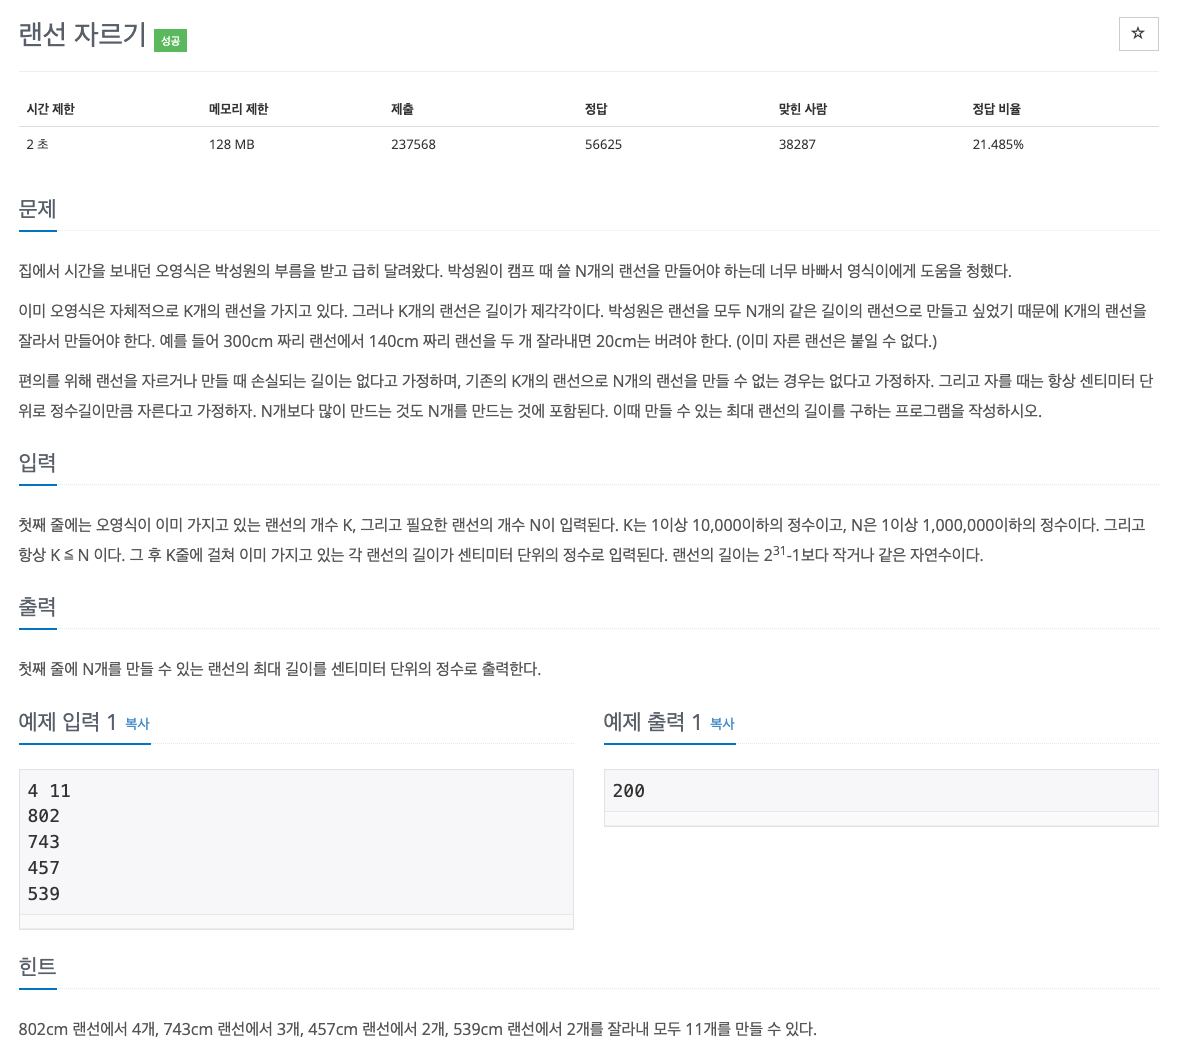 랜선 자르기 성공
☆
시간 제한 메모리 제한 제출 정답 맞힌 사람 정답 비율
2 초 128 MB 237568 56625 38287 21.485%
문제
집에서 시간을 보내던 오영식은 박성원의 부름을 받고 급히 달려왔다. 박성원이 캠프 때 쓸 N개의 랜선을 만들어야 하는데 너무 바빠서 영식이에게 도움을 청했다.
이미 오영식은 자체적으로 K개의 랜선을 가지고 있다. 그러나 K개의 랜선은 길이가 제각각이다. 박성원은 랜선을 모두 N개의 같은 길이의 랜선으로 만들고 싶었기 때문에 K개의 랜선을
잘라서 만들어야 한다. 예를 들어 300cm 짜리 랜선에서 140cm 짜리 랜선을 두 개 잘라내면 20cm는 버려야 한다. (이미 자른 랜선은 붙일 수 없다.)
편의를 위해 랜선을 자르거나 만들 때 손실되는 길이는 없다고 가정하며, 기존의 K개의 랜선으로 N개의 랜선을 만들 수 없는 경우는 없다고 가정하자. 그리고 자를 때는 항상 센티미터 단
위로 정수길이만큼 자른다고 가정하자. N개보다 많이 만드는 것도 N개를 만드는 것에 포함된다. 이때 만들 수 있는 최대 랜선의 길이를 구하는 프로그램을 작성하시오.
입력
첫째 줄에는 오영식이 이미 가지고 있는 랜선의 개수 K, 그리고 필요한 랜선의 개수 N이 입력된다. K는 1이상 10,000이하의 정수이고, N은 1이상 1,000,000이하의 정수이다. 그리고
항상 K ≦ N 이다. 그 후 K줄에 걸쳐 이미 가지고 있는 각 랜선의 길이가 센티미터 단위의 정수로 입력된다. 랜선의 길이는 2³¹-1보다 작거나 같은 자연수이다.
출력
첫째 줄에 N개를 만들 수 있는 랜선의 최대 길이를 센티미터 단위의 정수로 출력한다.
예제 입력 1 복사
4 11
802
743
457
539
예제 출력 1 복사
200
힌트
802cm 랜선에서 4개, 743cm 랜선에서 3개, 457cm 랜선에서 2개, 539cm 랜선에서 2개를 잘라내 모두 11개를 만들 수 있다.